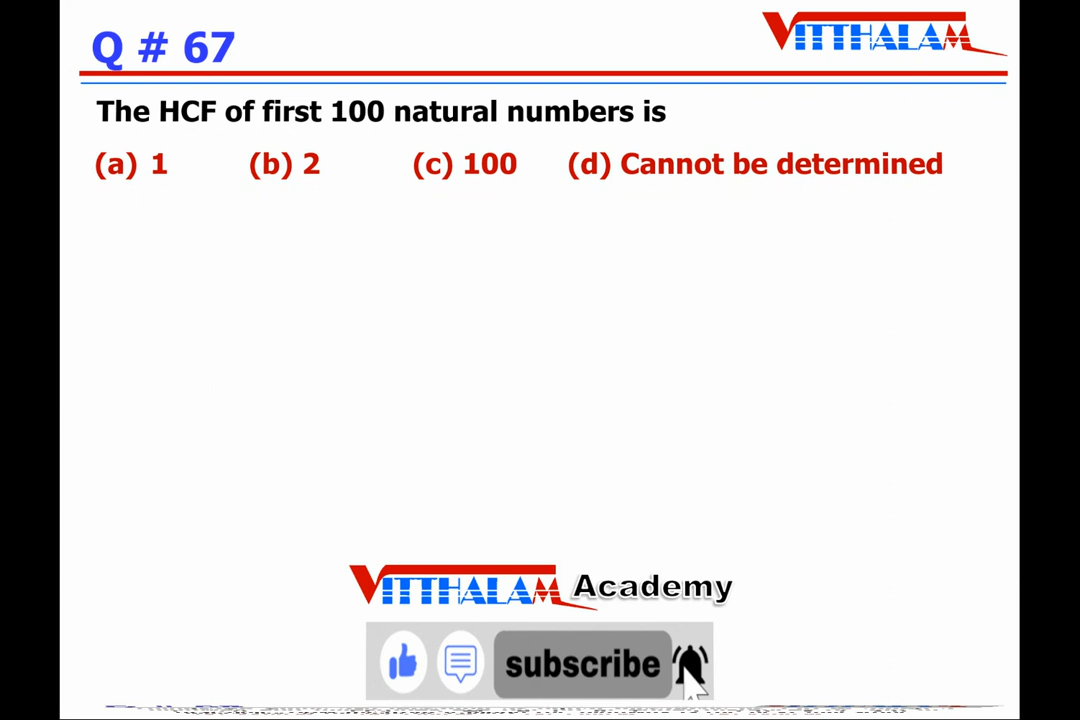 Q # 67
VITTHALAM
The HCF of first 100 natural numbers is
(a) 1 (b) 2 (c) 100 (d) Cannot be determined
VITTHALAM Academy
subscribe